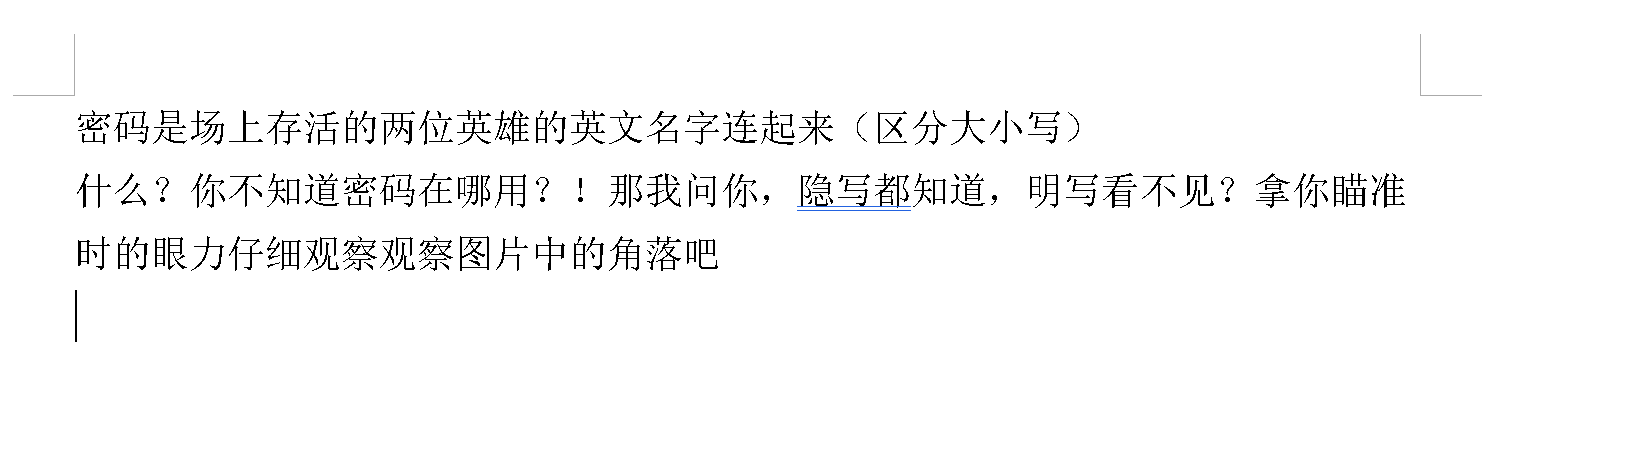 密码是场上存活的两位英雄的英文名字连起来（区分大小写）
什么？你不知道密码在哪用？！那我问你，隐写都知道，明写看不见？拿你瞄准
时的眼力仔细观察观察图片中的角落吧